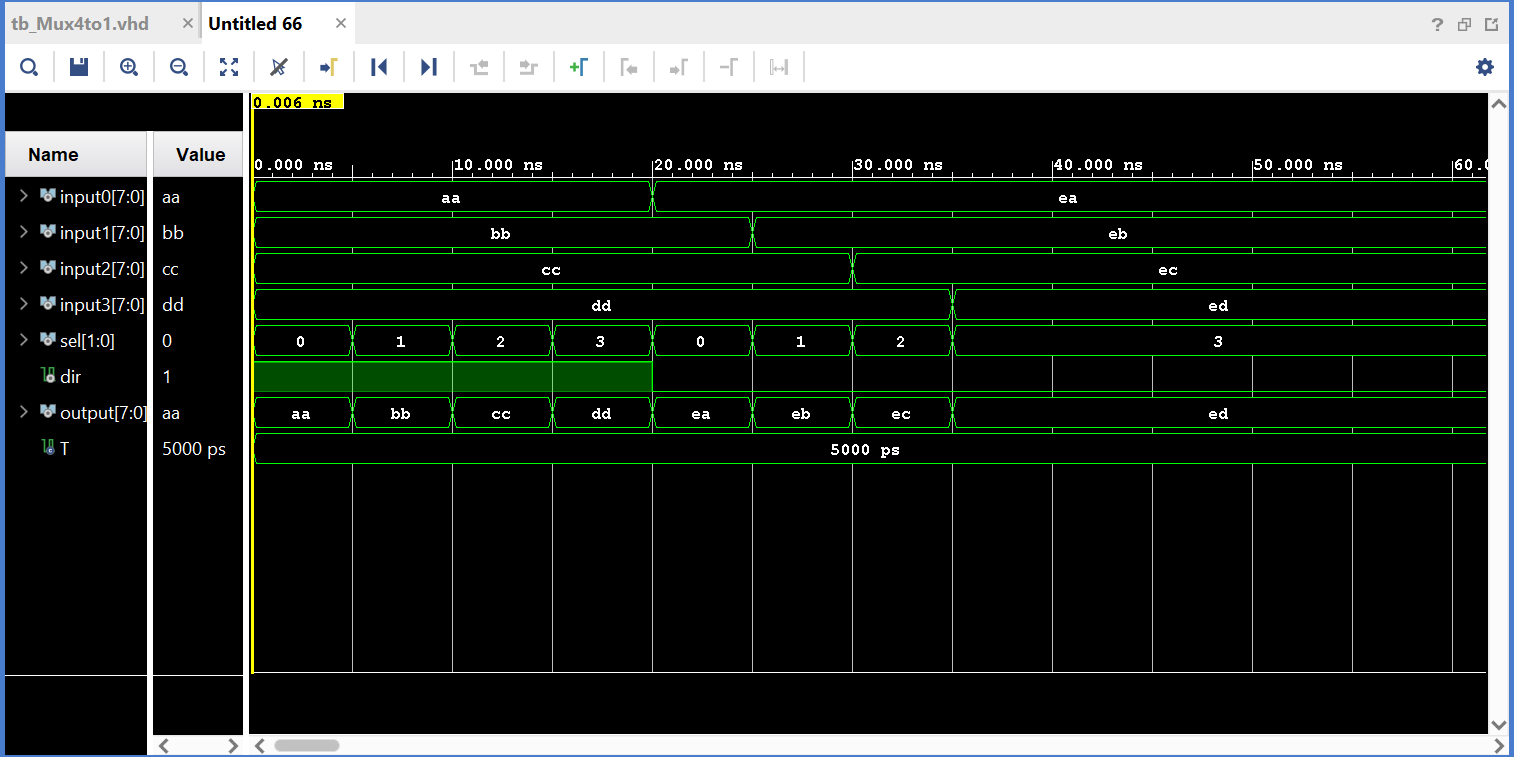 tb_Mux4to1.vhd × Untitled 66 ×
?
0.006 ns
Name Value
0.000 ns 10.000 ns 20.000 ns 30.000 ns 40.000 ns 50.000 ns 60.0
input0[7:0] aa aa ea
input1[7:0] bb bb eb
input2[7:0] cc cc ec
input3[7:0] dd dd ed
sel[1:0] 0 0 1 2 3 0 1 2 3
dir 1
output[7:0] aa aa bb cc dd ea eb ec ed
T 5000 ps 5000 ps